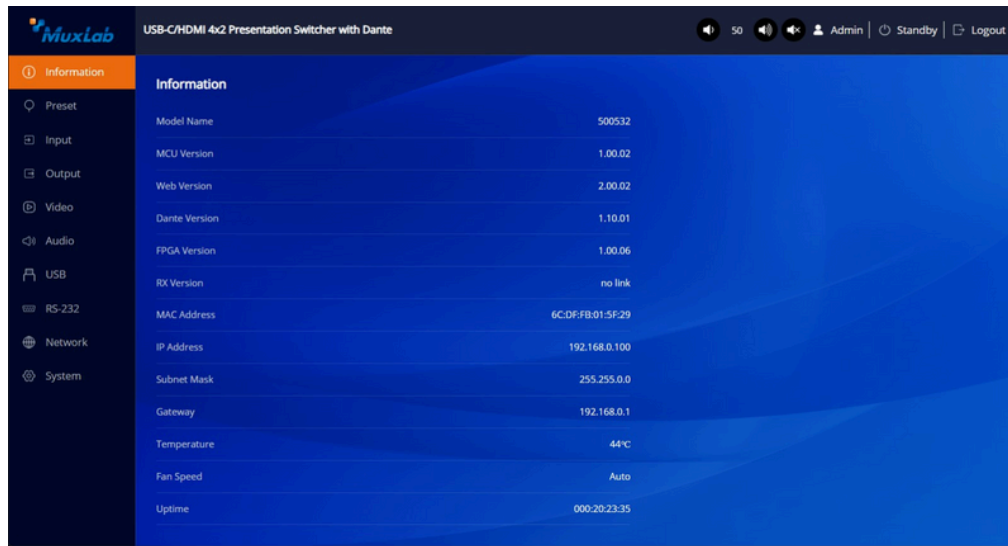 MuxLab
USB-C/HDMI 4x2 Presentation Switcher with Dante
50
Admin
Standby
Logout
Information
Preset
Input
Output
Video
Audio
USB
RS-232
Network
System
Information
Model Name 500532
MCU Version 1.00.02
Web Version 2.00.02
Dante Version 1.10.01
FPGA Version 1.00.06
RX Version no link
MAC Address 6C:DF:FB:01:5F:29
IP Address 192.168.0.100
Subnet Mask 255.255.0.0
Gateway 192.168.0.1
Temperature 44℃
Fan Speed Auto
Uptime 000:20:23:35